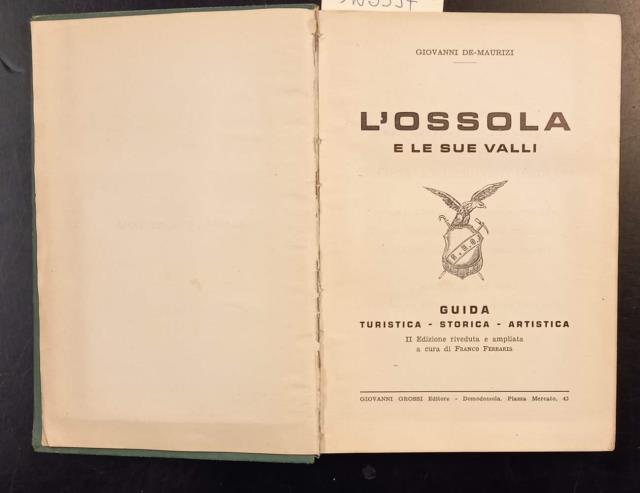 GIOVANNI DE-MAURIZI
L'OSSOLA
E LE SUE VALLI
GUIDA
TURISTICA - STORICA - ARTISTICA
II Edizione riveduta e ampliata
a cura di FRANCO FERRARIS
GIOVANNI GROSSI Editore - Domodossola, Piazza Mercato, 43